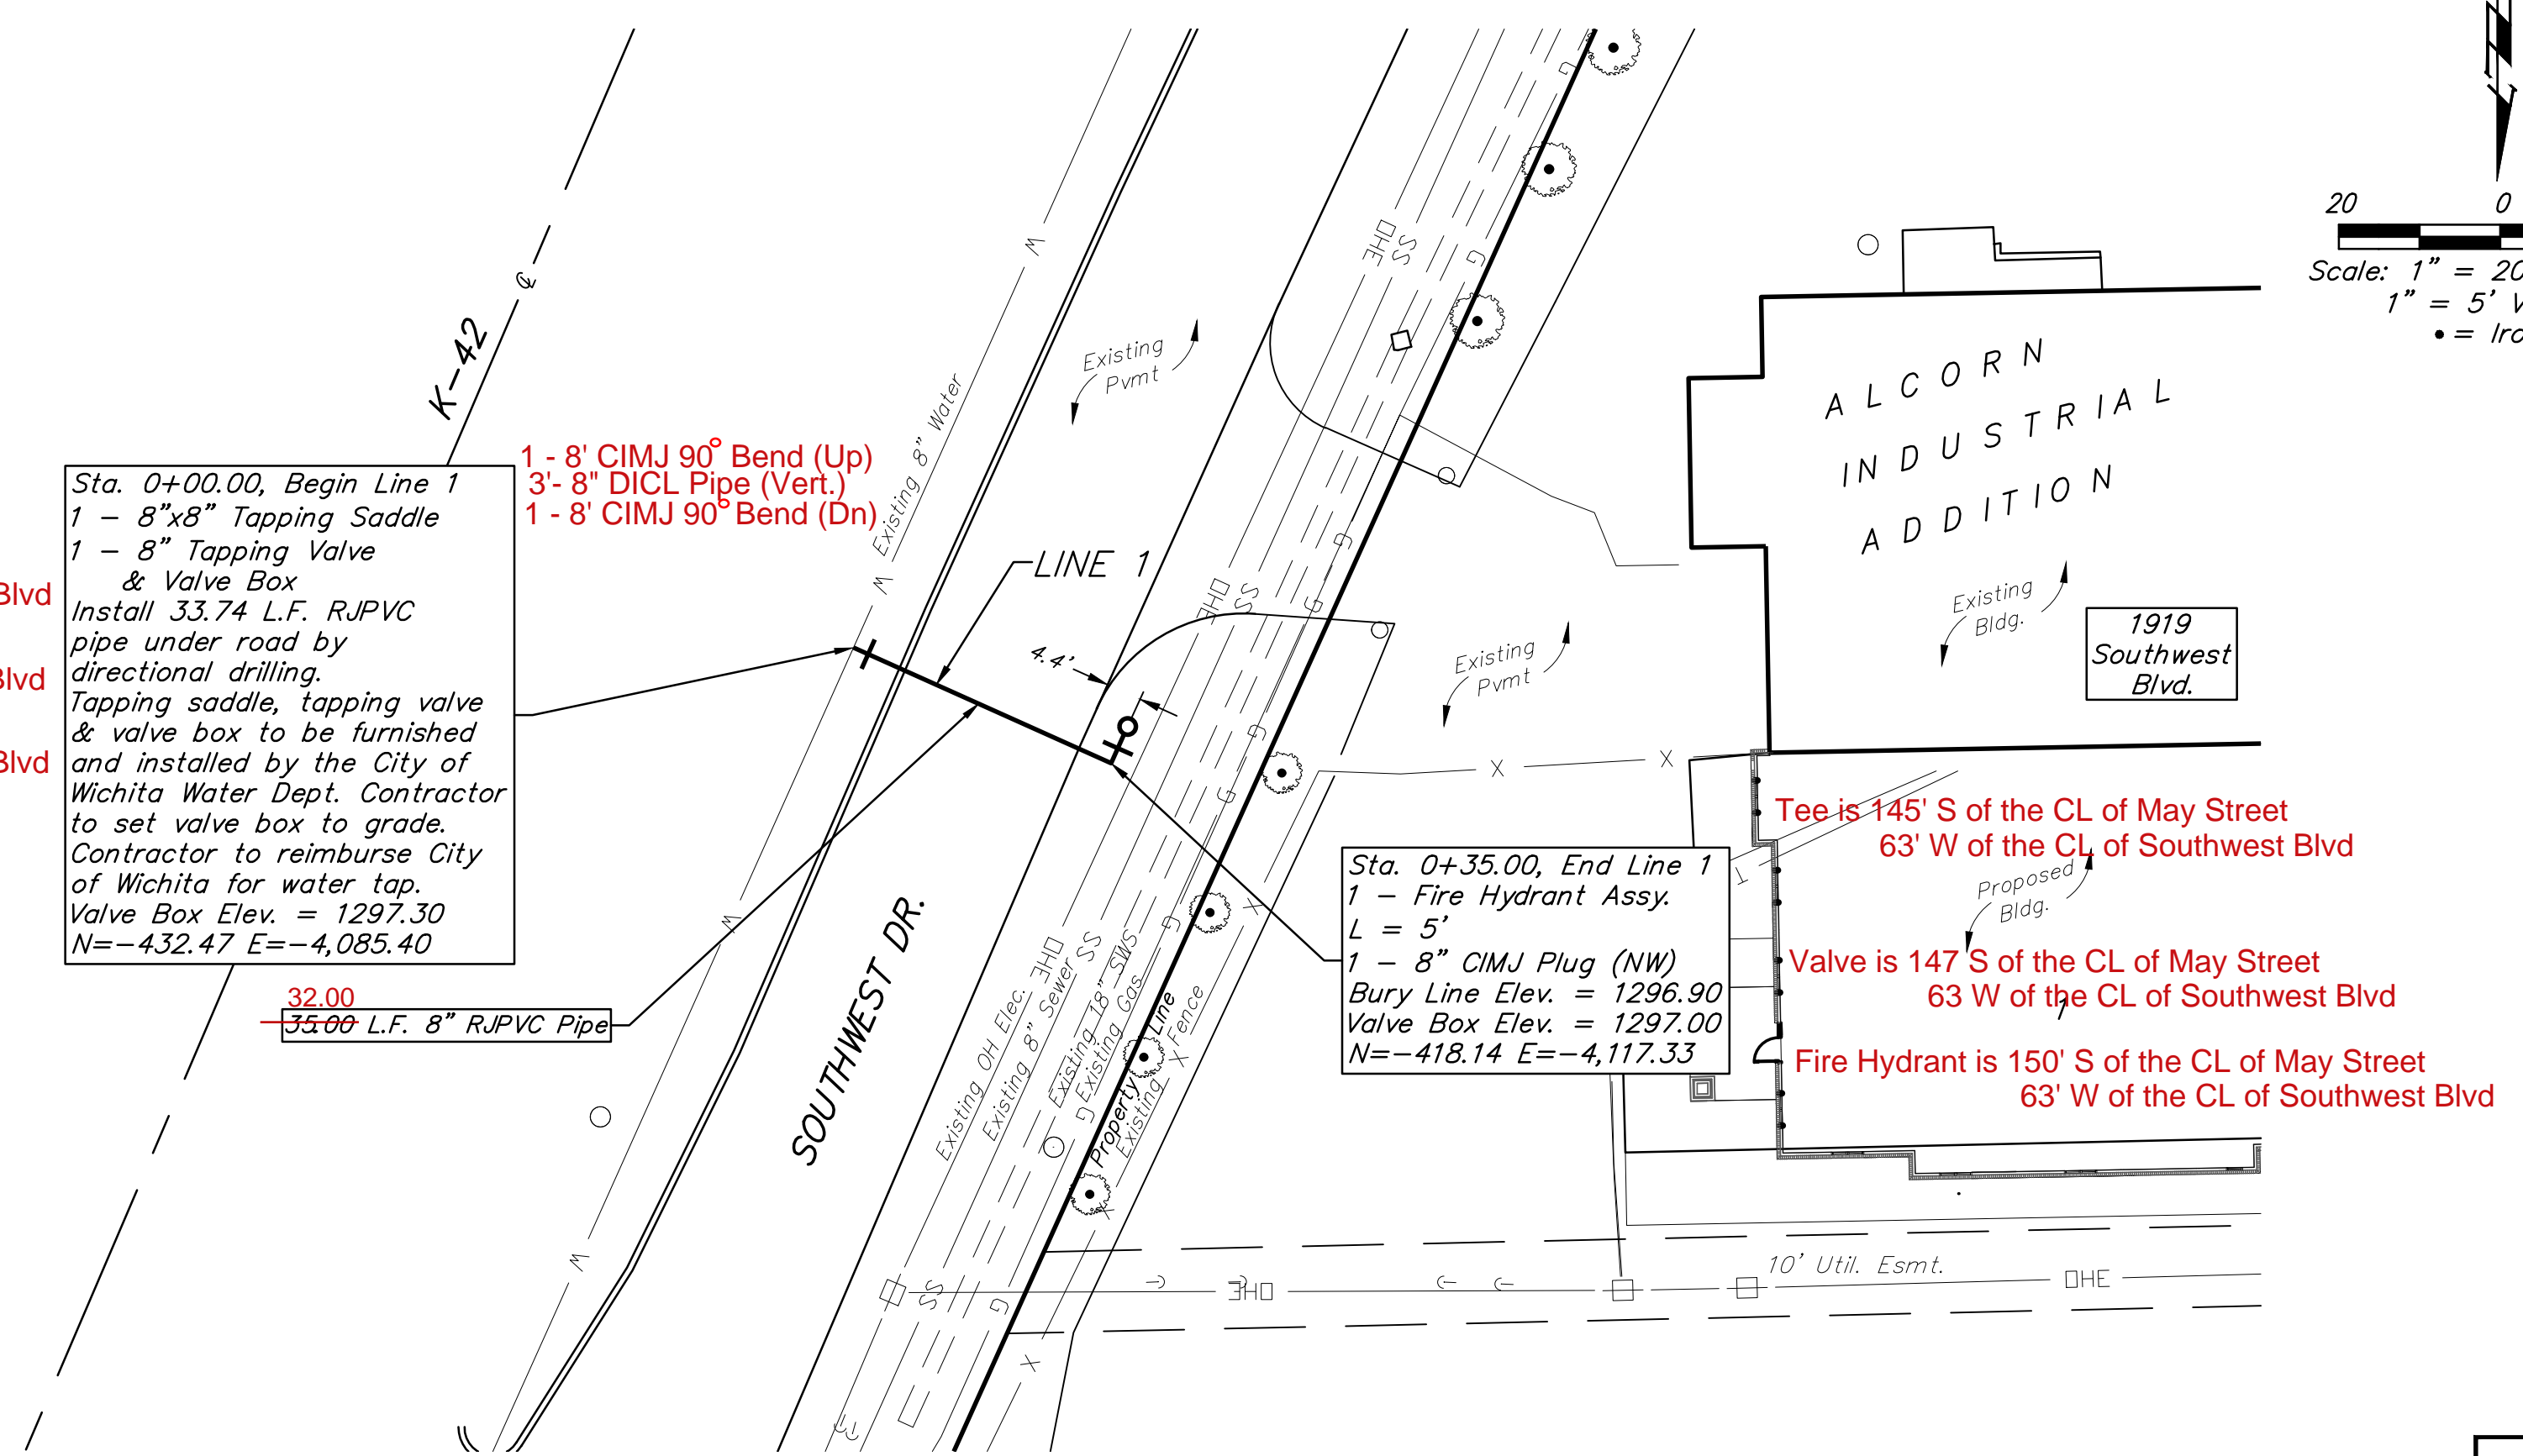 K-42
℄
1 - 8' CIMJ 90° Bend (Up)
3'- 8" DICL Pipe (Vert.)
1 - 8' CIMJ 90° Bend (Dn)
Sta. 0+00.00, Begin Line 1
1 - 8"x8" Tapping Saddle
1 - 8" Tapping Valve
& Valve Box
Install 33.74 L.F. RJPVC
pipe under road by
directional drilling.
Tapping saddle, tapping valve
& valve box to be furnished
and installed by the City of
Wichita Water Dept. Contractor
to set valve box to grade.
Contractor to reimburse City
of Wichita for water tap.
Valve Box Elev. = 1297.30
N=-432.47 E=-4,085.40
Blvd
Blvd
Blvd
32.00
35.00 L.F. 8" RJPVC Pipe
W
Existing 8" Water
W
W
W
Existing
Pvmt
LINE 1
4.4'
SOUTHWEST DR.
OHE
SS
G
G
OHE
SS
G
G
G
G
G
OHE
SS
SWS
Existing OH Elec.
Existing 8" Sewer
Existing 18"
Existing Gas
G
Property Line
Existing Fence
X
X
X
X
X
X
SS
G
Existing
Pvmt
20
0
Scale: 1" = 20
1" = 5' V
• = Iro
ALCORN
INDUSTRIAL
ADDITION
Existing
Bldg.
1919
Southwest
Blvd.
Tee is 145' S of the CL of May Street
63' W of the CL of Southwest Blvd
Sta. 0+35.00, End Line 1
1 - Fire Hydrant Assy.
L = 5'
1 - 8" CIMJ Plug (NW)
Bury Line Elev. = 1296.90
Valve Box Elev. = 1297.00
N=-418.14 E=-4,117.33
T
Proposed
Bldg.
Valve is 147 S of the CL of May Street
63 W of the CL of Southwest Blvd
1
Fire Hydrant is 150' S of the CL of May Street
63' W of the CL of Southwest Blvd
10' Util. Esmt.
OHE
OHE